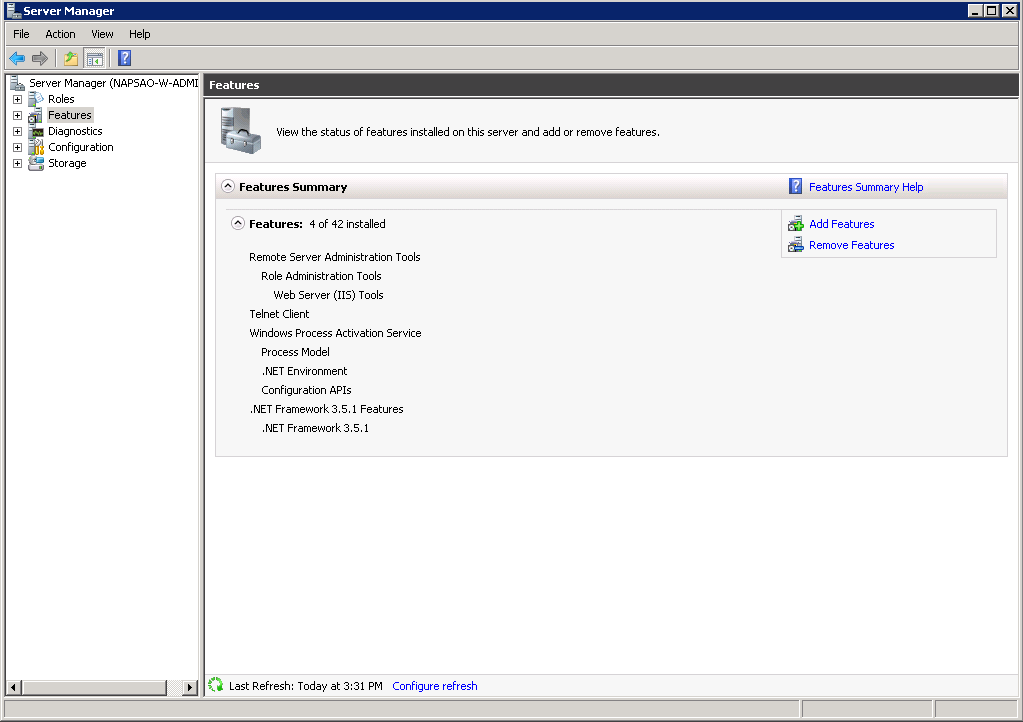 Server Manager
File Action View Help
Server Manager (NAPSAO-W-ADMI
Roles
Features
Diagnostics
Configuration
Storage
Features
View the status of features installed on this server and add or remove features.
Features Summary
Features Summary Help
Features: 4 of 42 installed
Add Features
Remove Features
Remote Server Administration Tools
Role Administration Tools
Web Server (IIS) Tools
Telnet Client
Windows Process Activation Service
Process Model
.NET Environment
Configuration APIs
.NET Framework 3.5.1 Features
.NET Framework 3.5.1
Last Refresh: Today at 3:31 PM Configure refresh